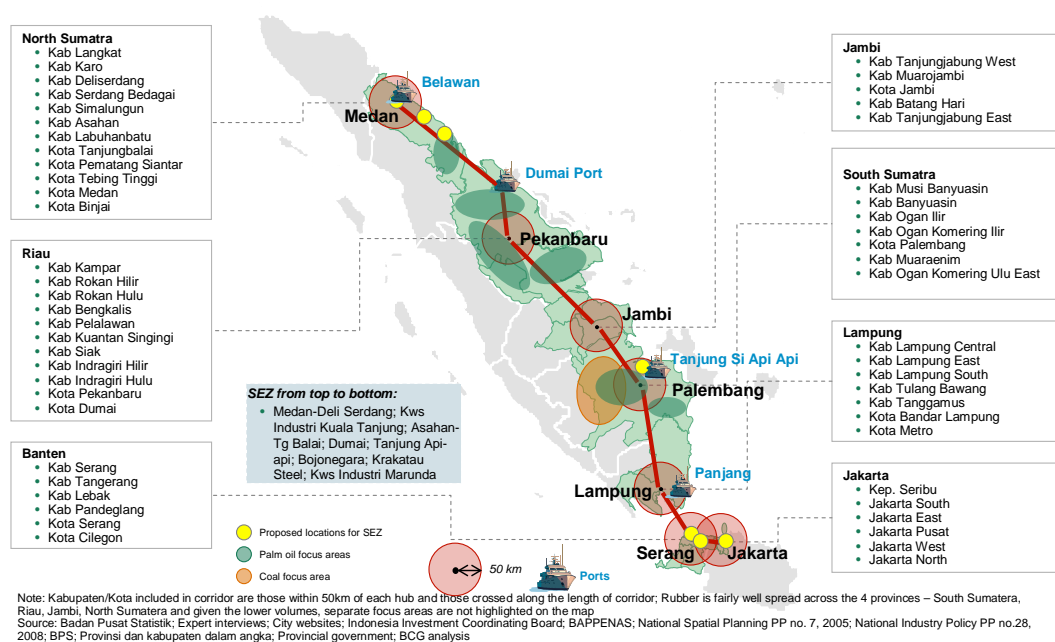 North Sumatra
• Kab Langkat
• Kab Karo
• Kab Deliserdang
• Kab Serdang Bedagai
• Kab Simalungun
• Kab Asahan
• Kab Labuhanbatu
• Kota Tanjungbalai
• Kota Pematang Siantar
• Kota Tebing Tinggi
• Kota Medan
• Kota Binjai
Riau
• Kab Kampar
• Kab Rokan Hilir
• Kab Rokan Hulu
• Kab Bengkalis
• Kab Pelalawan
• Kab Kuantan Singingi
• Kab Siak
• Kab Indragiri Hilir
• Kab Indragiri Hulu
• Kota Pekanbaru
• Kota Dumai
Banten
• Kab Serang
• Kab Tangerang
• Kab Lebak
• Kab Pandeglang
• Kota Serang
• Kota Cilegon
Belawan
Medan
Dumai Port
Pekanbaru
Jambi
Tanjung Si Api Api
Palembang
Panjang
Lampung
Serang
Jakarta
SEZ from top to bottom:
• Medan-Deli Serdang; Kws
Industri Kuala Tanjung; Asahan-
Tg Balai; Dumai; Tanjung Api-
api; Bojonegara; Krakatau
Steel; Kws Industri Marunda
Proposed locations for SEZ
Palm oil focus areas
Coal focus area
50 km
Ports
Jambi
• Kab Tanjungjabung West
• Kab Muarojambi
• Kota Jambi
• Kab Batang Hari
• Kab Tanjungjabung East
South Sumatra
• Kab Musi Banyuasin
• Kab Banyuasin
• Kab Ogan Ilir
• Kab Ogan Komering Ilir
• Kota Palembang
• Kab Muaraenim
• Kab Ogan Komering Ulu East
Lampung
• Kab Lampung Central
• Kab Lampung East
• Kab Lampung South
• Kab Tulang Bawang
• Kab Tanggamus
• Kota Bandar Lampung
• Kota Metro
Jakarta
• Kep. Seribu
• Jakarta South
• Jakarta East
• Jakarta Pusat
• Jakarta West
• Jakarta North
Note: Kabupaten/Kota included in corridor are those within 50km of each hub and those crossed along the length of corridor; Rubber is fairly well spread across the 4 provinces – South Sumatera,
Riau, Jambi, North Sumatera and given the lower volumes, separate focus areas are not highlighted on the map
Source: Badan Pusat Statistik; Expert interviews; City websites; Indonesia Investment Coordinating Board; BAPPENAS; National Spatial Planning PP no. 7, 2005; National Industry Policy PP no.28,
2008; BPS; Provinsi dan kabupaten dalam angka; Provincial government; BCG analysis